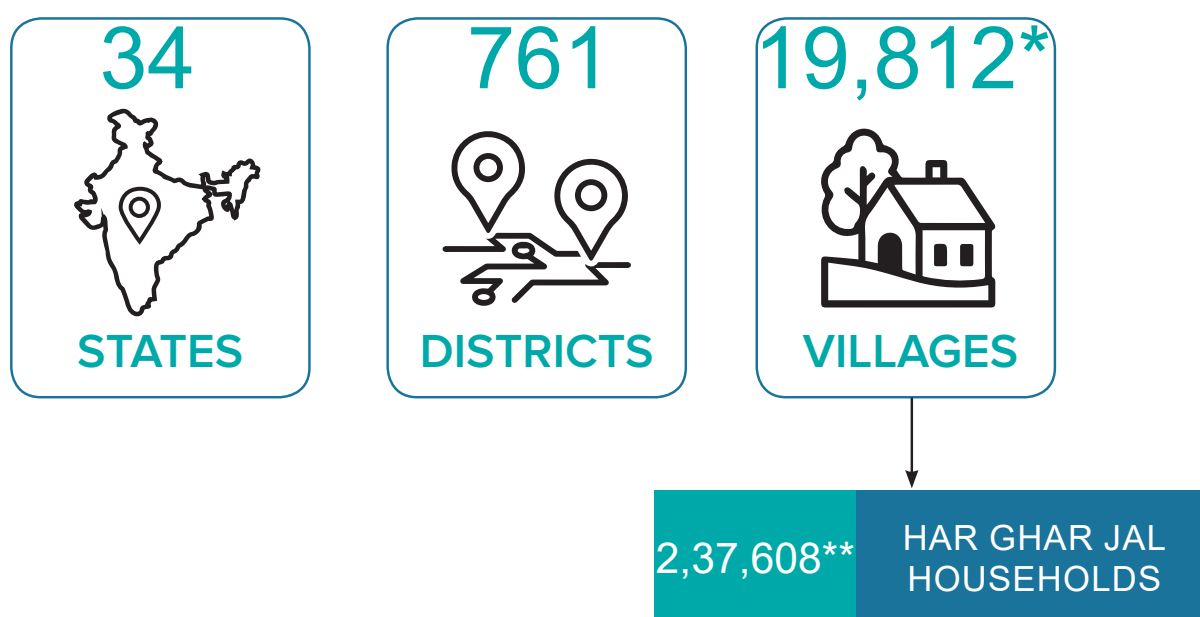 34
STATES
761
DISTRICTS
19,812*
VILLAGES
2,37,608**
HAR GHAR JAL
HOUSEHOLDS